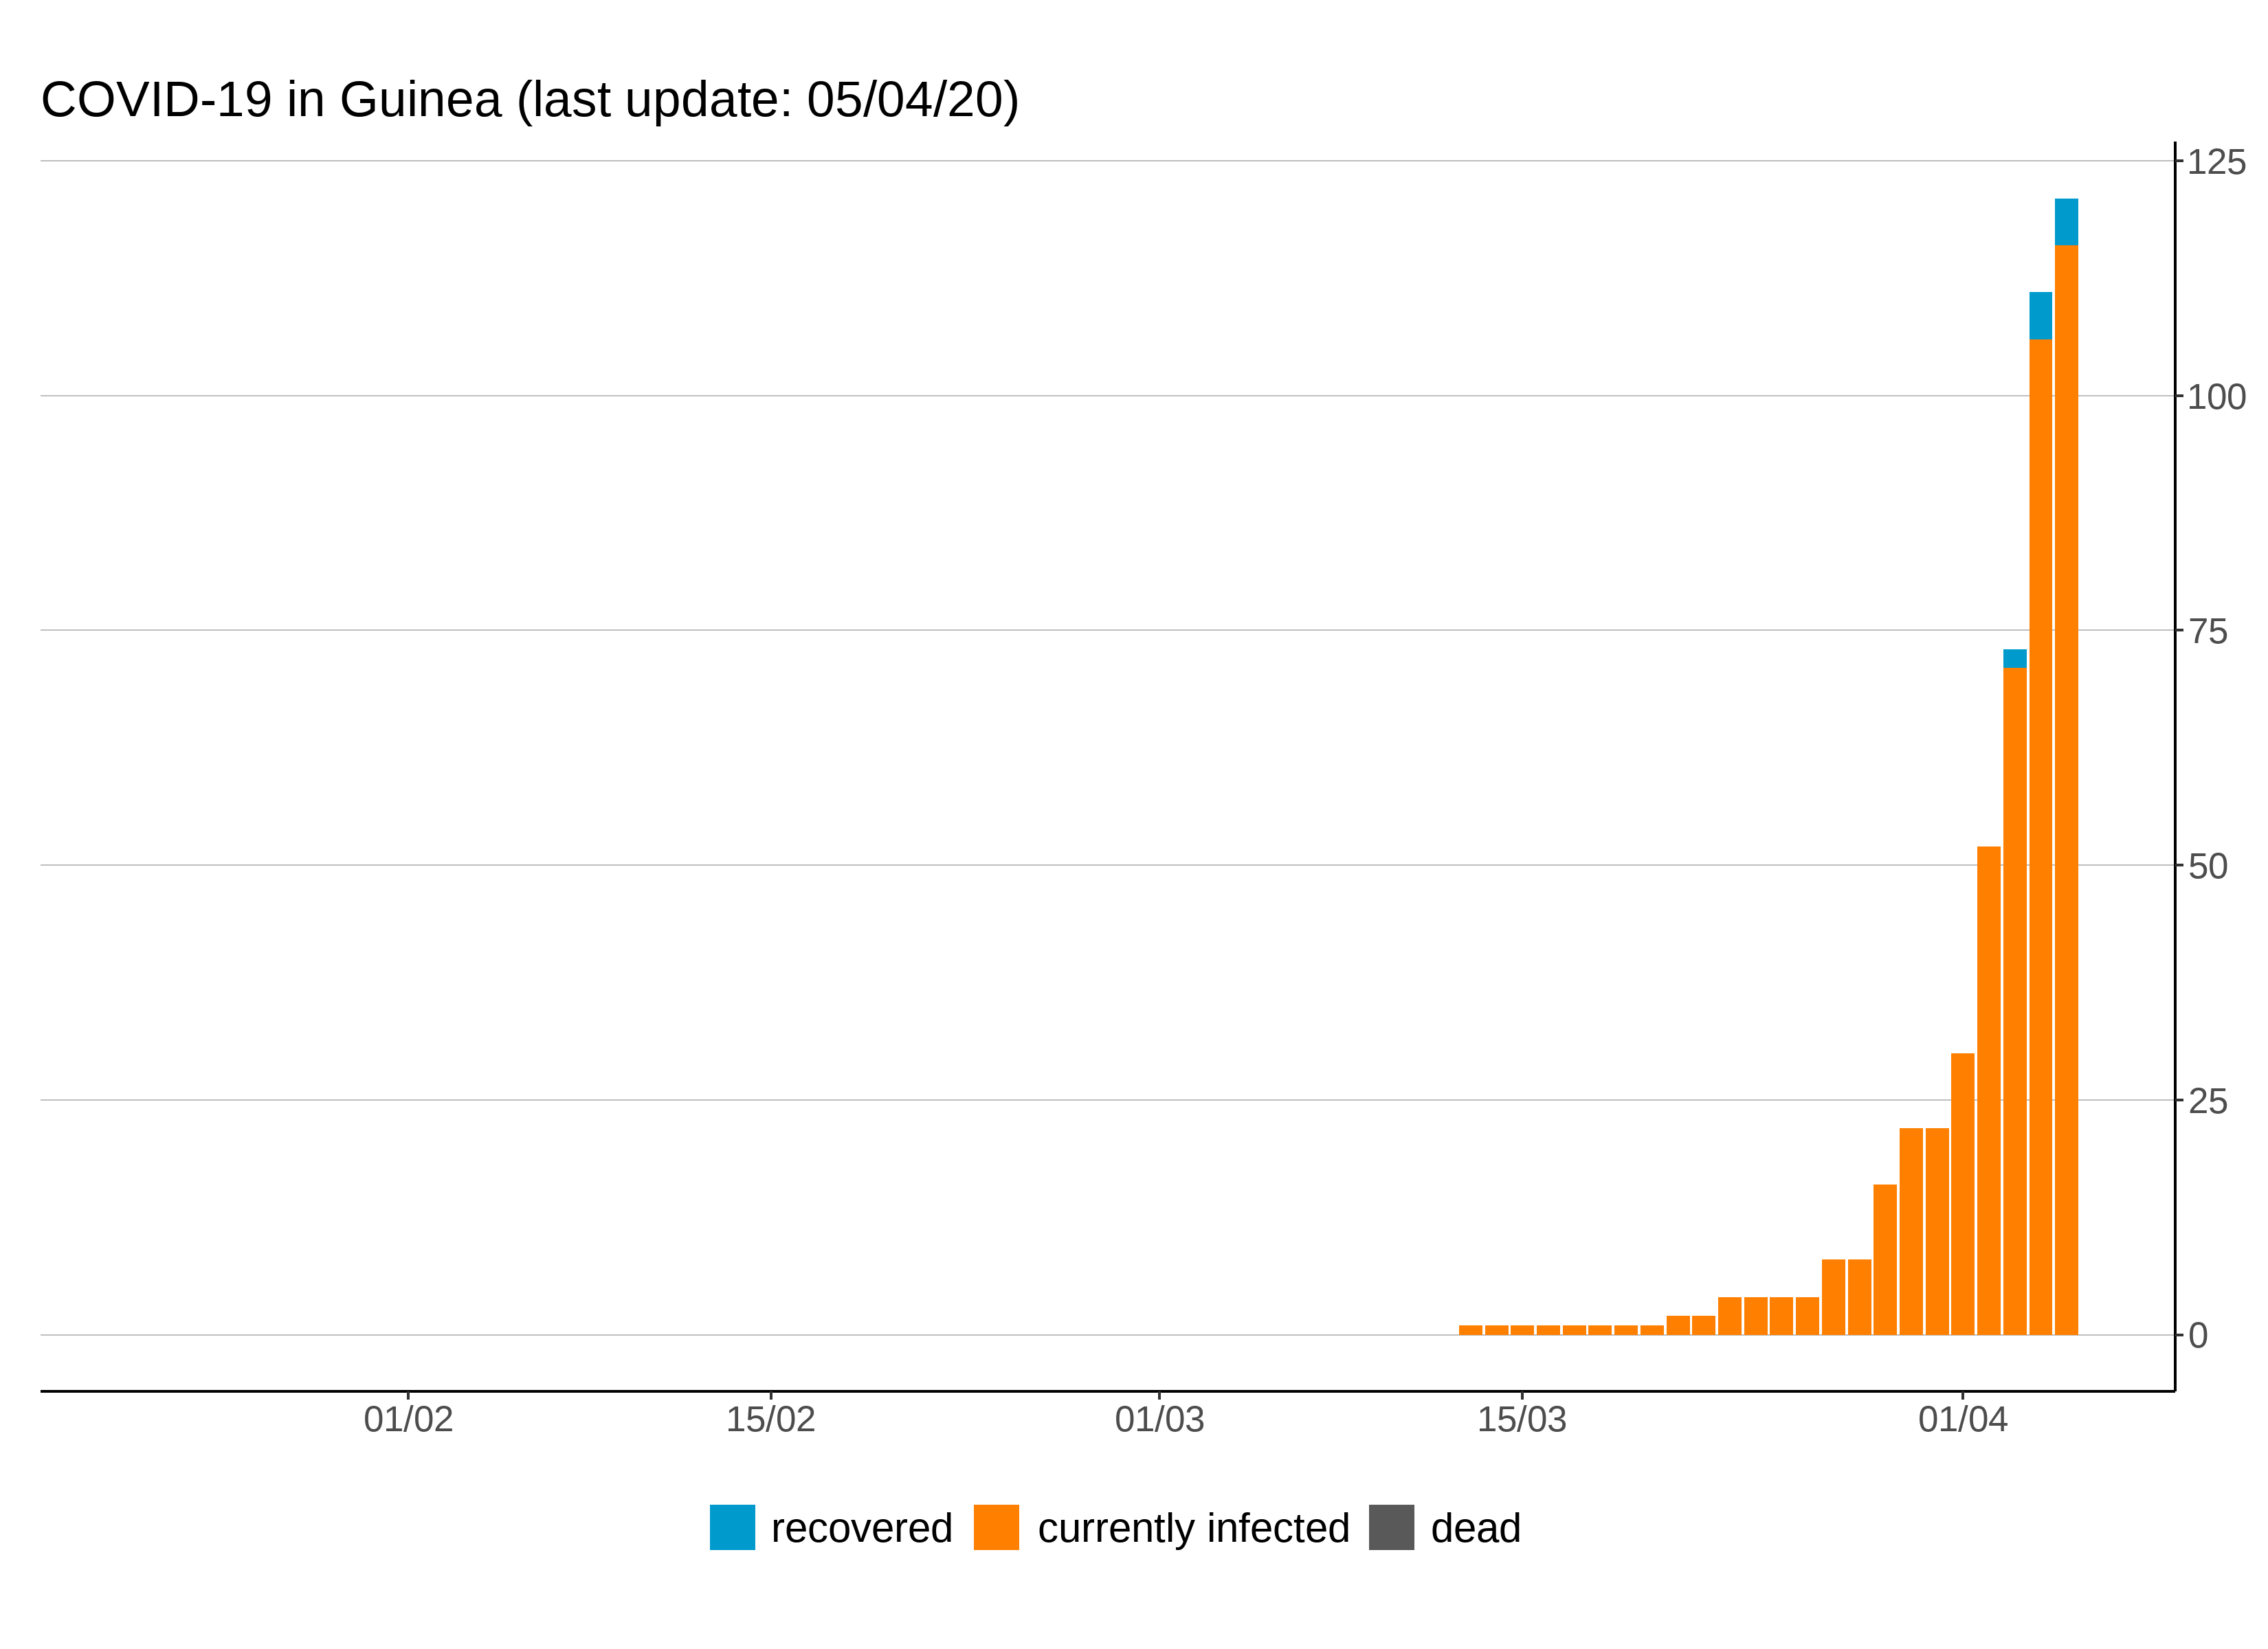 COVID-19 in Guinea (last update: 05/04/20)
125
100
75
50
25
0
01/02 15/02 01/03 15/03 01/04
recovered currently infected dead